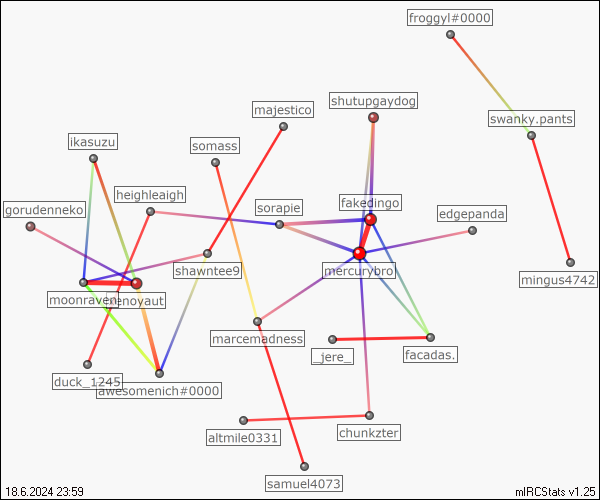 froggyl#0000
shutupgaydog
majestico
swanky.pants
ikasuzu
somass
heighleaigh
gorudenneko
sorapie
fakedingo
edgepanda
shawntee9
mercurybro
mingus4742
moonraven
henoyaut
marcemadness
_jere_
facadas.
duck_1245
awesomenich#0000
altmile0331
chunkzter
samuel4073
18.6.2024 23:59
mIRCStats v1.25